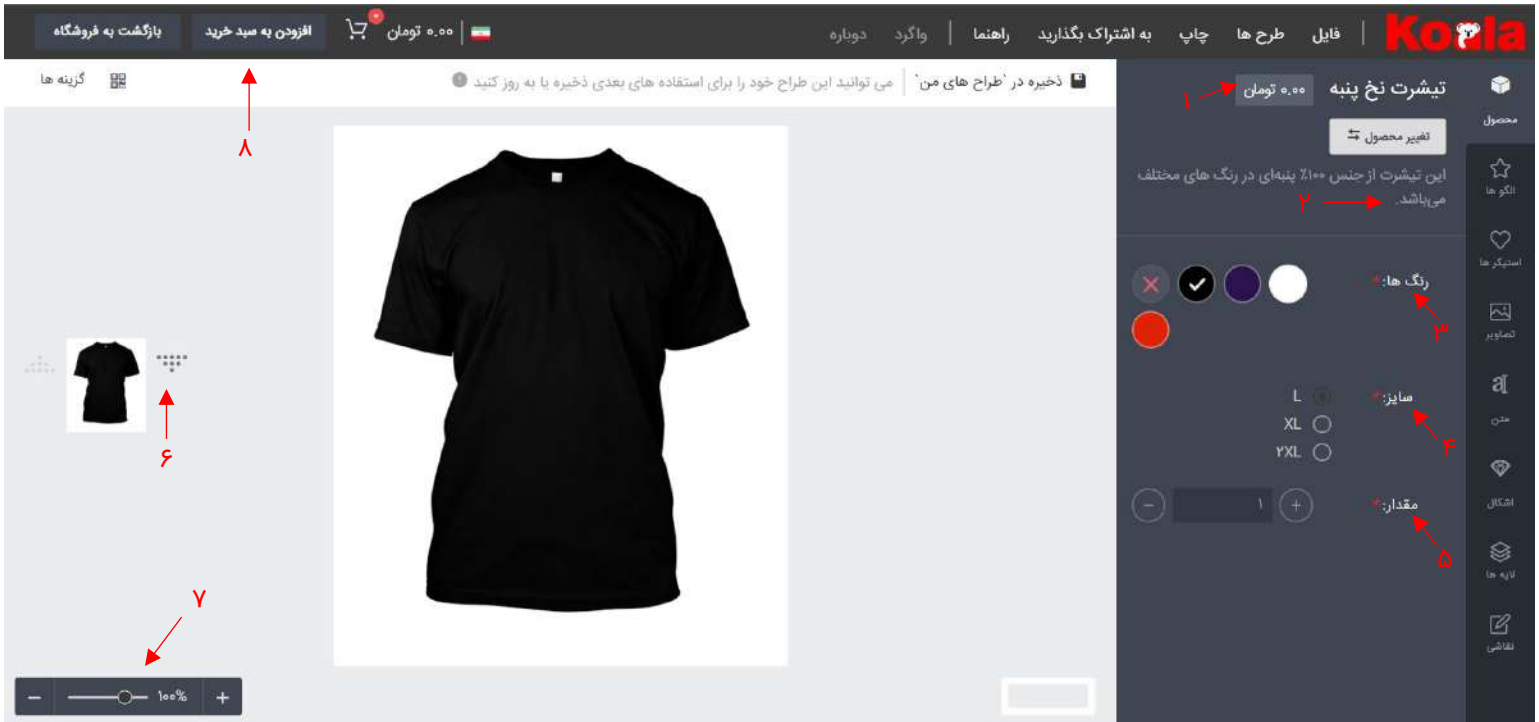 Koala
فایل
طرح ها
چاپ
به اشتراک بگذارید
راهنما
واگرد
دوباره
۰.۰۰ تومان
۰
افزودن به سبد خرید
بازگشت به فروشگاه
ذخیره در `طراح های من`
می توانید این طراح خود را برای استفاده های بعدی ذخیره یا به روز کنید
گزینه ها
۸
تیشرت نخ پنبه
۰.۰۰ تومان
۱
تغییر محصول
این تیشرت از جنس ۱۰۰٪ پنبه‌ای در رنگ های مختلف
می‌باشد.
۲
رنگ ها:*
۳
سایز:*
L
XL
۲XL
۴
مقدار:*
۱
۵
محصول
الگو ها
استیکر ها
تصاویر
متن
اشکال
لایه ها
نقاشی
۶
۷
۱۰۰%